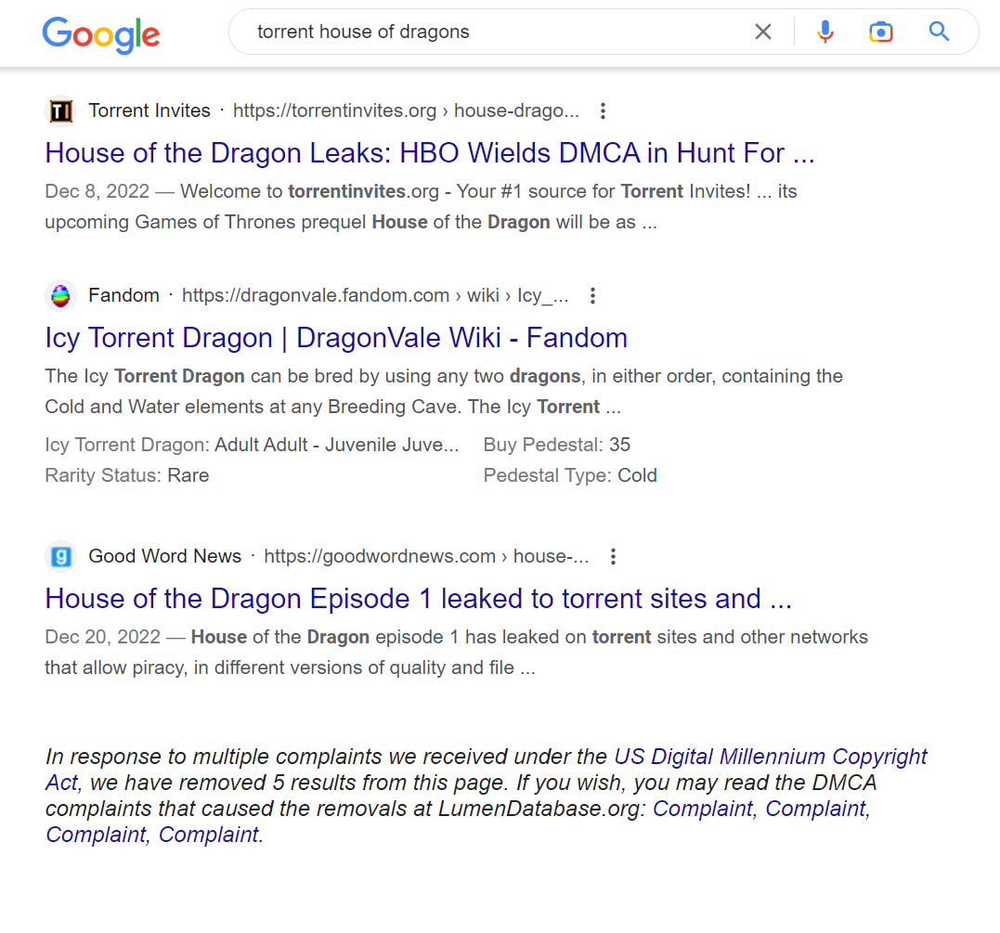 Google
torrent house of dragons
TI
Torrent Invites · https://torrentinvites.org › house-drago...
House of the Dragon Leaks: HBO Wields DMCA in Hunt For ...
Dec 8, 2022 — Welcome to torrentinvites.org - Your #1 source for Torrent Invites! ... its
upcoming Games of Thrones prequel House of the Dragon will be as ...
Fandom · https://dragonvale.fandom.com › wiki › Icy_...
Icy Torrent Dragon | DragonVale Wiki - Fandom
The Icy Torrent Dragon can be bred by using any two dragons, in either order, containing the
Cold and Water elements at any Breeding Cave. The Icy Torrent ...
Icy Torrent Dragon: Adult Adult - Juvenile Juve... Buy Pedestal: 35
Rarity Status: Rare Pedestal Type: Cold
g
Good Word News · https://goodwordnews.com › house-...
House of the Dragon Episode 1 leaked to torrent sites and ...
Dec 20, 2022 — House of the Dragon episode 1 has leaked on torrent sites and other networks
that allow piracy, in different versions of quality and file ...
In response to multiple complaints we received under the US Digital Millennium Copyright
Act, we have removed 5 results from this page. If you wish, you may read the DMCA
complaints that caused the removals at LumenDatabase.org: Complaint, Complaint,
Complaint, Complaint.